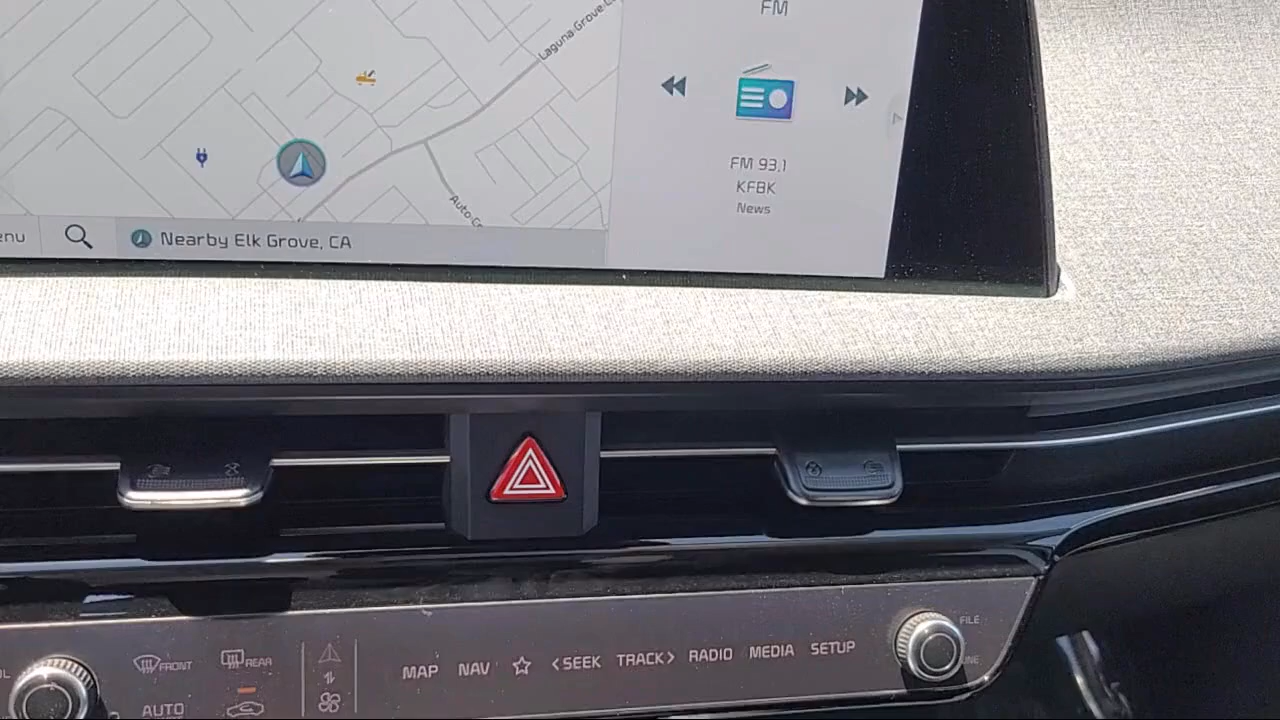 Laguna Grove
FM
FM 93.1
KFBK
News
Auto
enu
Nearby Elk Grove, CA
FRONT
REAR
AUTO
MAP
NAV
< SEEK
TRACK >
RADIO
MEDIA
SETUP
FILE